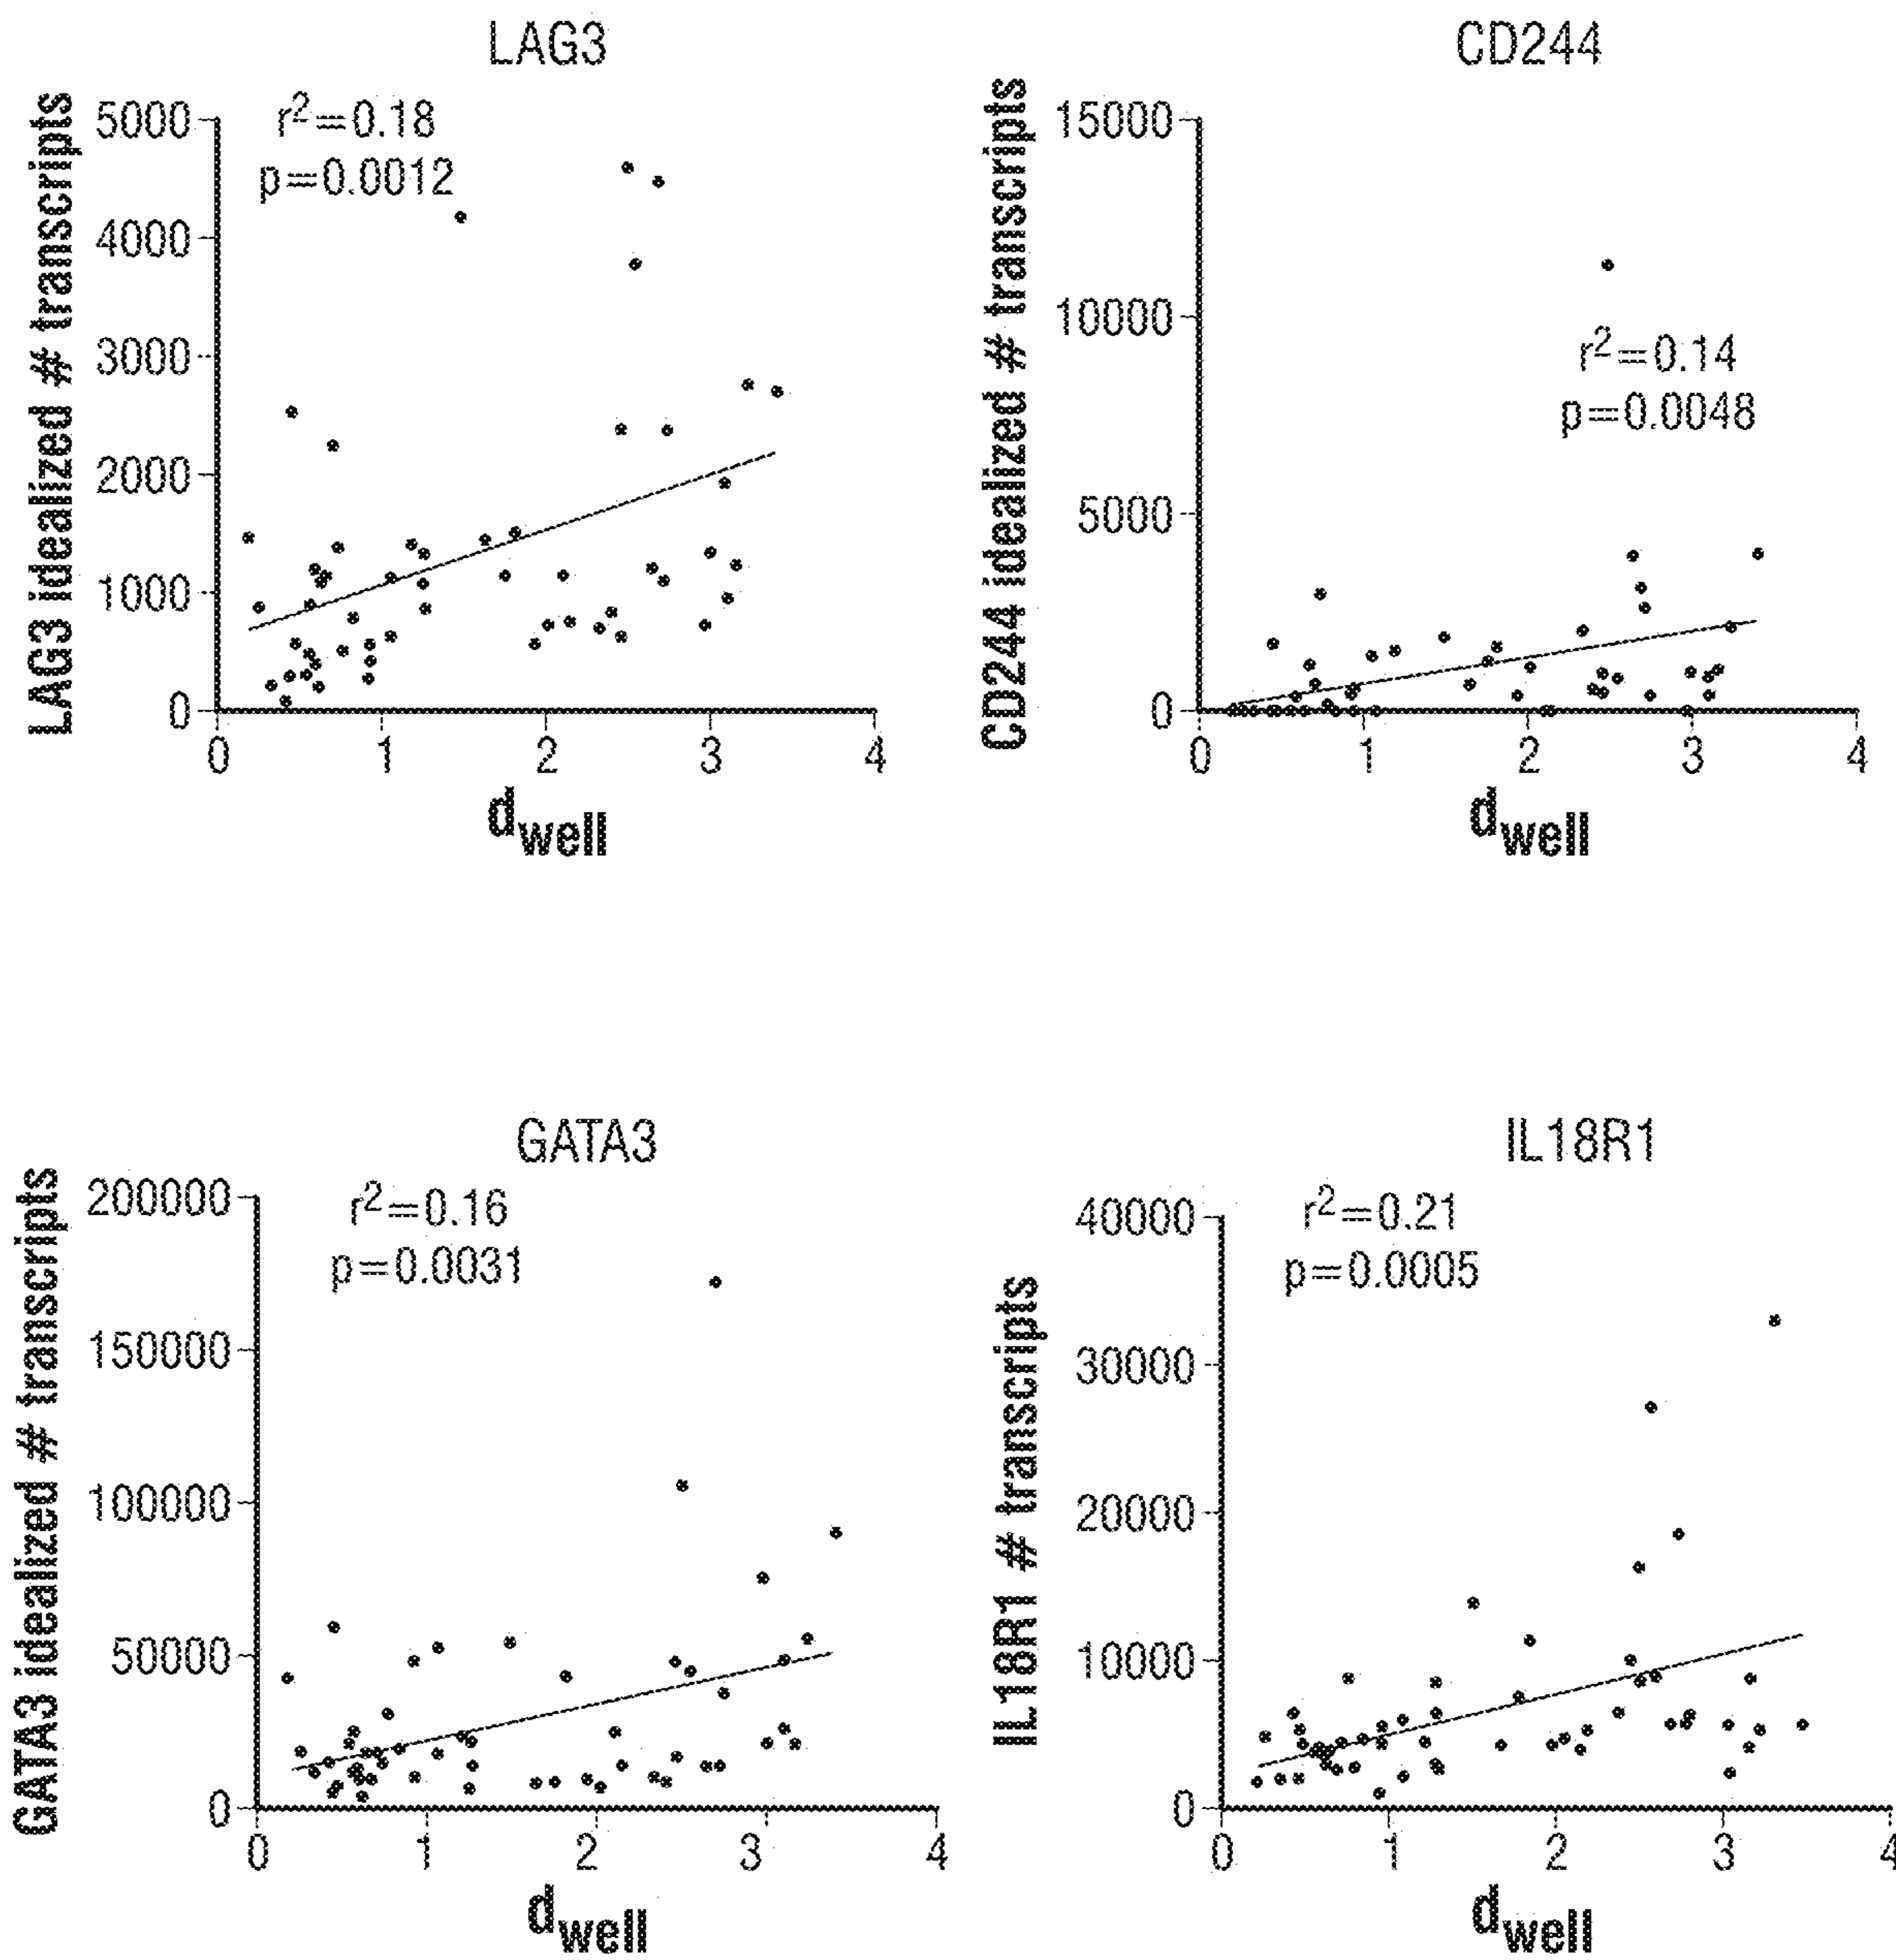 LAG3
r²=0.18
p=0.0012
LAG3 idealized # transcripts
5000
4000
3000
2000
1000
0
0 1 2 3 4
dwell
CD244
r²=0.14
p=0.0048
CD244 idealized # transcripts
15000
10000
5000
0
0 1 2 3 4
dwell
GATA3
r²=0.16
p=0.0031
GATA3 idealized # transcripts
200000
150000
100000
50000
0
0 1 2 3 4
dwell
IL18R1
r²=0.21
p=0.0005
IL18R1 # transcripts
40000
30000
20000
10000
0
0 1 2 3 4
dwell